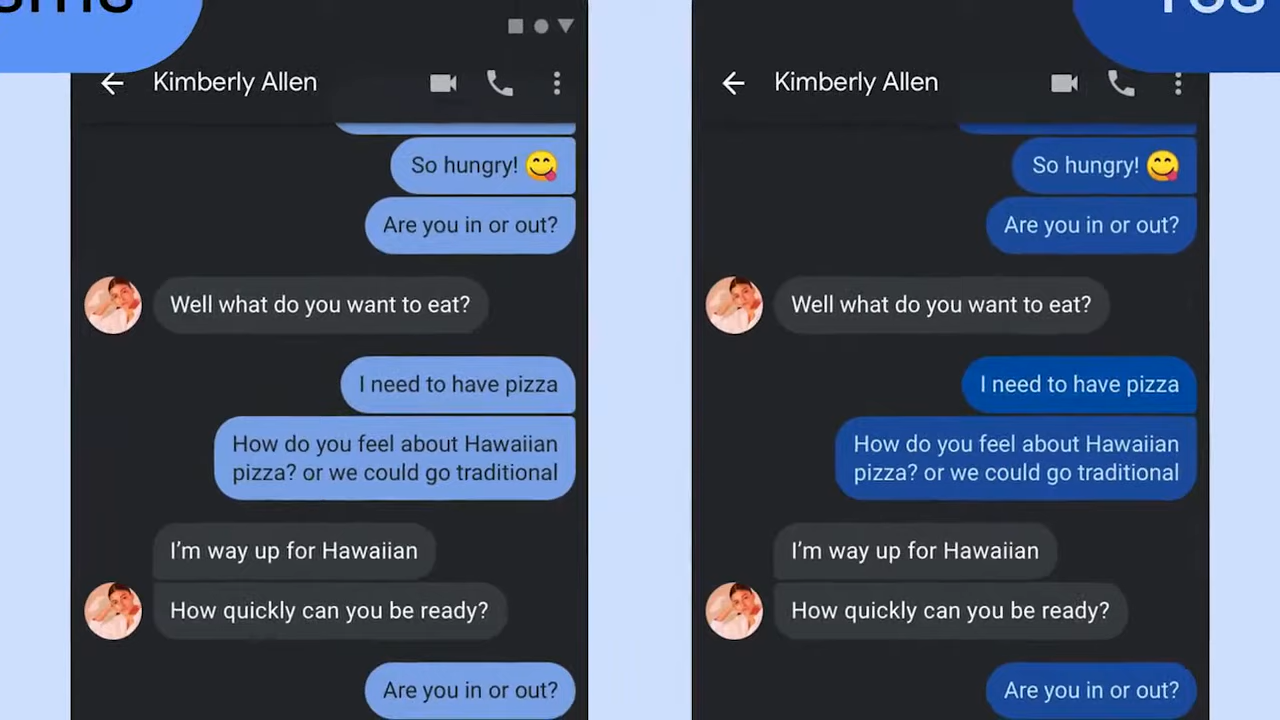 Kimberly Allen
So hungry! 😋
Are you in or out?
Well what do you want to eat?
I need to have pizza
How do you feel about Hawaiian
pizza? or we could go traditional
I’m way up for Hawaiian
How quickly can you be ready?
Are you in or out?
Kimberly Allen
So hungry! 😋
Are you in or out?
Well what do you want to eat?
I need to have pizza
How do you feel about Hawaiian
pizza? or we could go traditional
I’m way up for Hawaiian
How quickly can you be ready?
Are you in or out?